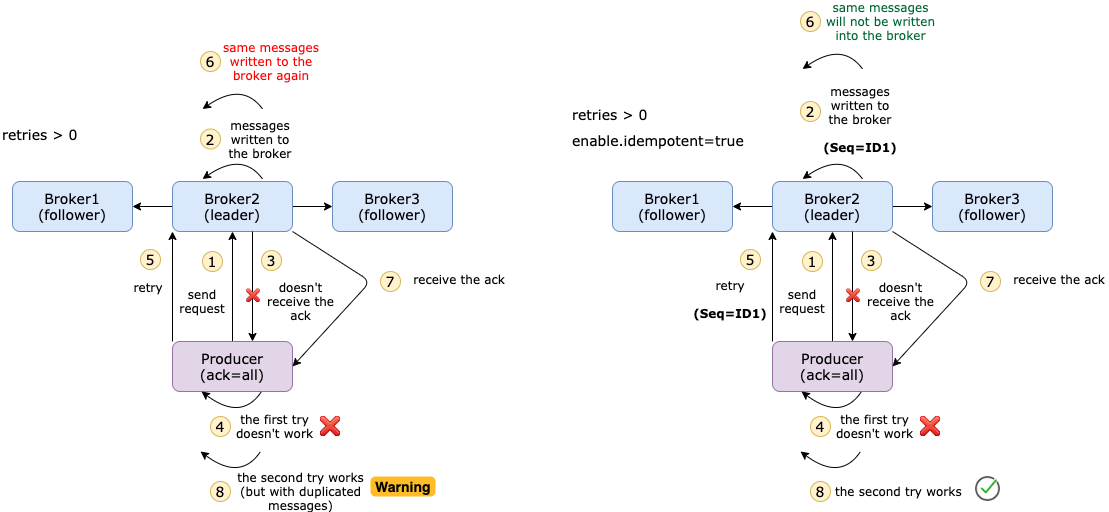 6
same messages
written to the
broker again
retries > 0
2
messages
written to
the broker
Broker1
(follower)
Broker2
(leader)
Broker3
(follower)
5
retry
1
send
request
3
doesn't
receive the
ack
7
receive the ack
Producer
(ack=all)
4
the first try
doesn't work
8
the second try works
(but with duplicated
messages)
Warning
6
same messages
will not be written
into the broker
retries > 0
enable.idempotent=true
2
messages
written to
the broker
(Seq=ID1)
Broker1
(follower)
Broker2
(leader)
Broker3
(follower)
5
retry
(Seq=ID1)
1
send
request
3
doesn't
receive the
ack
7
receive the ack
Producer
(ack=all)
4
the first try
doesn't work
8
the second try works